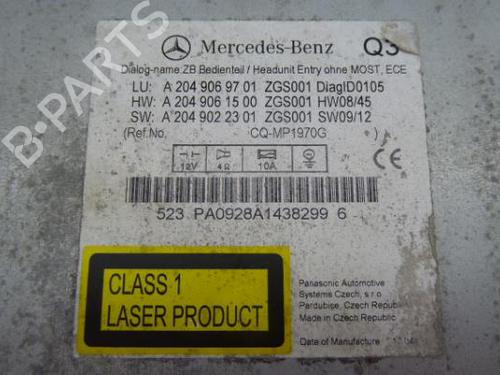 Mercedes-Benz Q3
Dialog-name:ZB Bedienteil / Headunit Entry ohne MOST, ECE
LU: A 204 906 97 01 ZGS001 DiagID0105
HW: A 204 906 15 00 ZGS001 HW08/45
SW: A 204 902 23 01 ZGS001 SW09/12
(Ref.No. CQ-MP1970G )
12V 4Ω 10A
CE
523 PA0928A1438299 6
CLASS 1
LASER PRODUCT
Panasonic Automotive
Systems Czech, s.r.o
Pardubice, Czech Republic
Made in Czech Republic
Date of Manufacture
B-PARTS